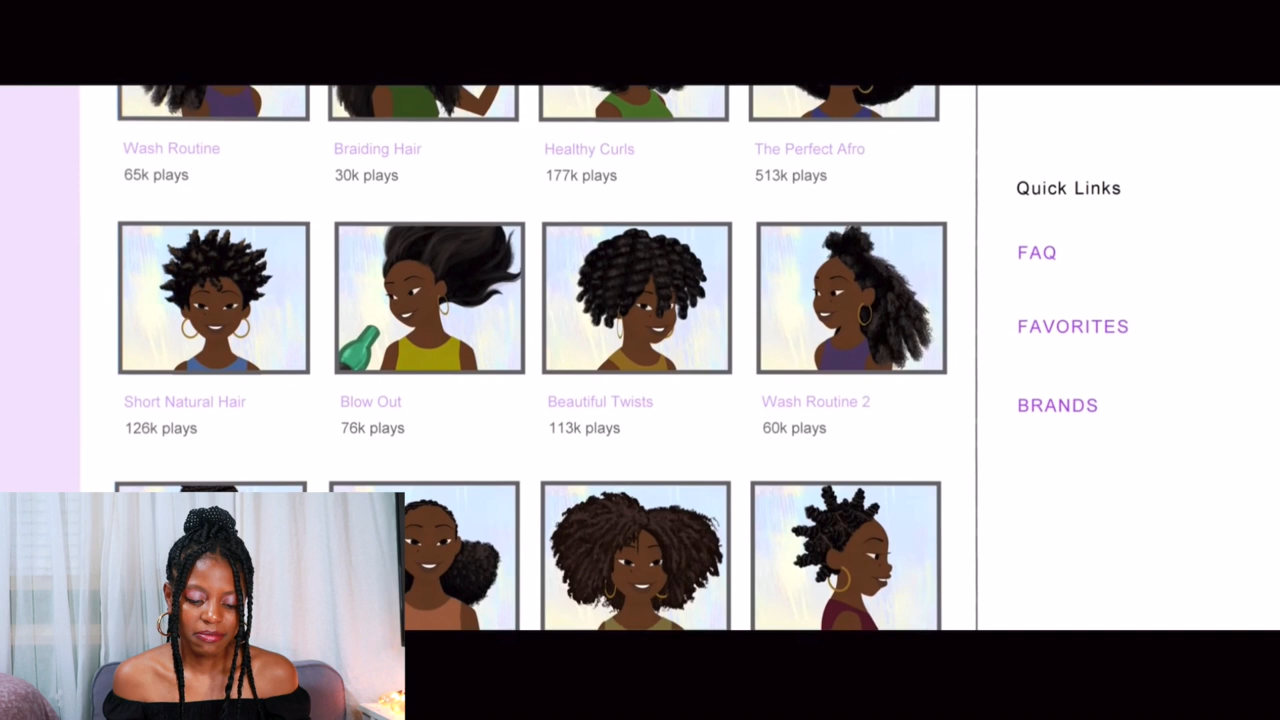 Wash Routine
Braiding Hair
Healthy Curls
The Perfect Afro
65k plays
30k plays
177k plays
513k plays
Quick Links
FAQ
FAVORITES
Short Natural Hair
Blow Out
Beautiful Twists
Wash Routine 2
BRANDS
126k plays
76k plays
113k plays
60k plays